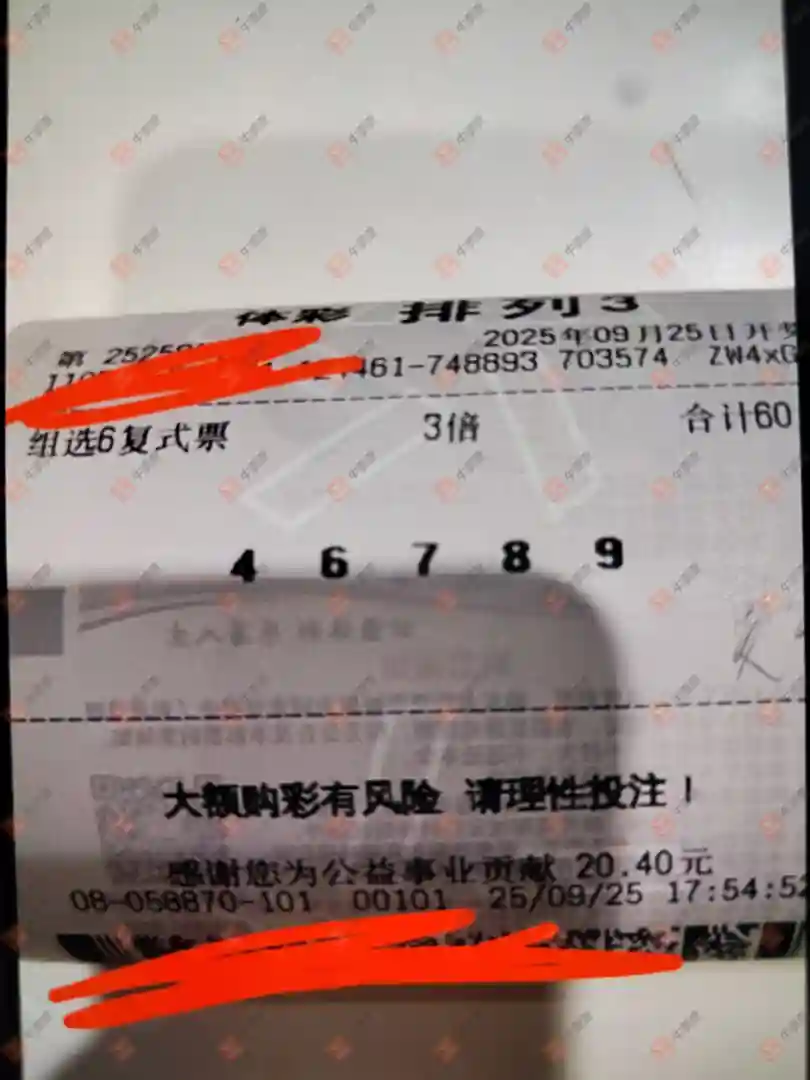 体彩 排列3
第 2525 2025年09月25日开奖
461-748893 703574 ZW4xG
组选6复式票 3倍 合计60
4 6 7 8 9
大额购彩有风险 请理性投注！
感谢您为公益事业贡献 20.40元
08-058870-101 00101 25/09/25 17:54:52